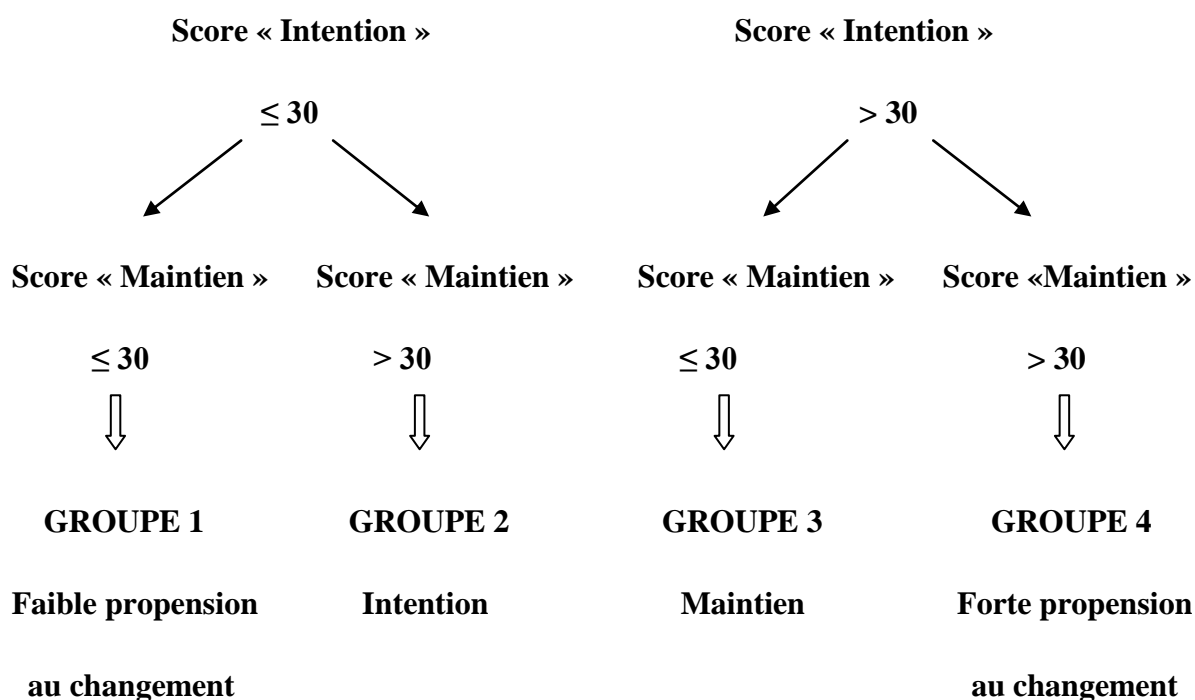 Score « Intention » Score « Intention »
≤ 30 > 30
Score « Maintien » Score « Maintien » Score « Maintien » Score «Maintien »
≤ 30 > 30 ≤ 30 > 30
GROUPE 1 GROUPE 2 GROUPE 3 GROUPE 4
Faible propension Intention Maintien Forte propension
au changement au changement